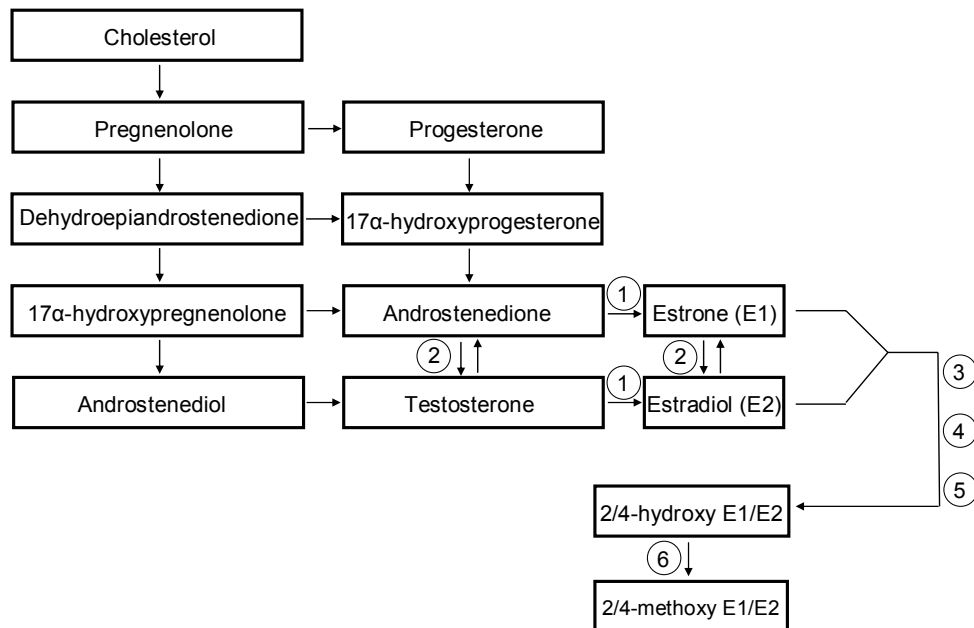 Cholesterol
Pregnenolone
Progesterone
Dehydroepiandrostenedione
17α-hydroxyprogesterone
1
17α-hydroxypregnenolone
Androstenedione
Estrone (E1)
2
2
3
1
Androstenediol
Testosterone
Estradiol (E2)
4
5
2/4-hydroxy E1/E2
6
2/4-methoxy E1/E2